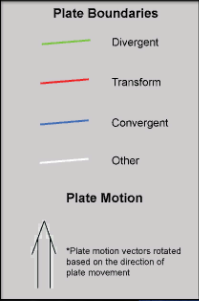 Plate Boundaries
Divergent
Transform
Convergent
Other
Plate Motion
*Plate motion vectors rotated
based on the direction of
plate movement